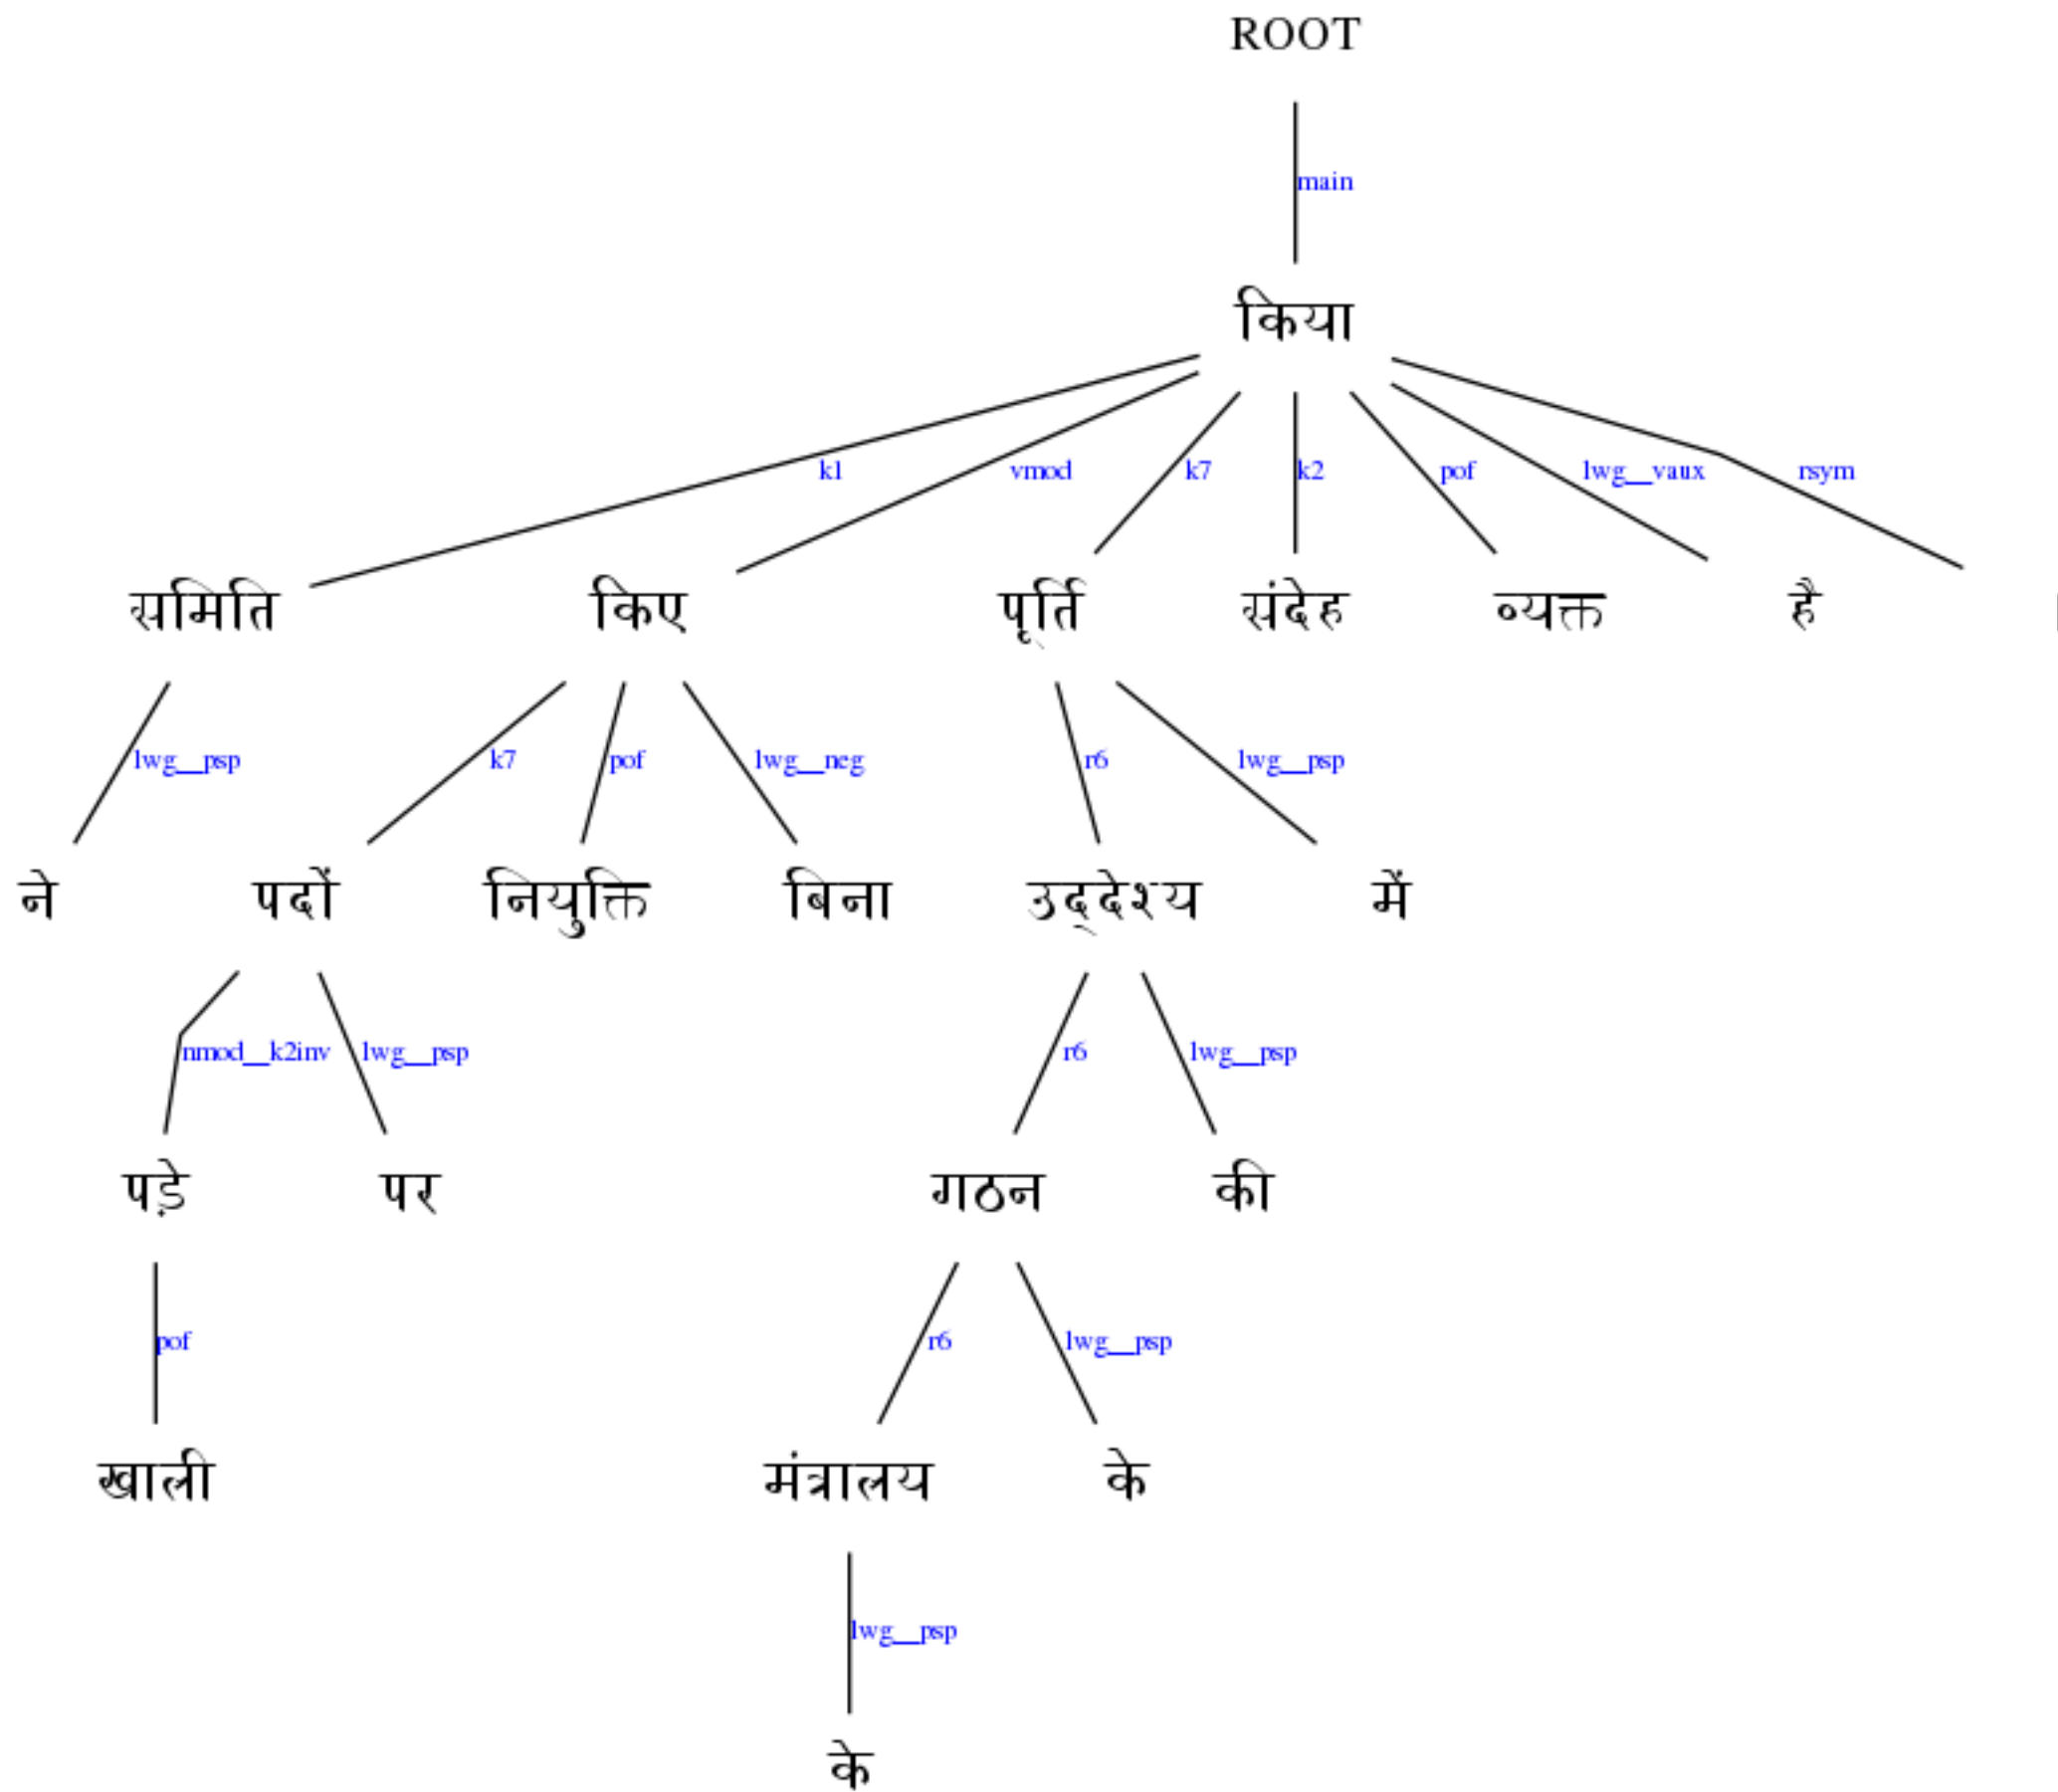 ROOT
main
किया
k1 vmod k7 k2 pof lwg__vaux rsym
समिति किए पूर्ति संदेह व्यक्त है ।
lwg__psp k7 pof lwg__neg r6 lwg__psp
ने पदों नियुक्ति बिना उद्देश्य में
nmod__k2inv lwg__psp r6 lwg__psp
पड़े पर गठन की
pof r6 lwg__psp
खाली मंत्रालय के
lwg__psp
के